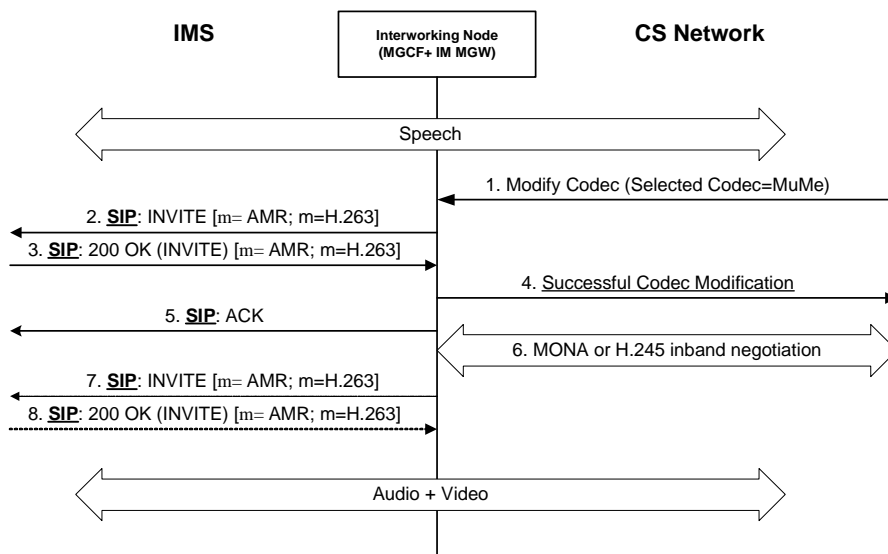 IMS
Interworking Node
(MGCF+ IM MGW)
CS Network
Speech
1. Modify Codec (Selected Codec=MuMe)
2. SIP: INVITE [m= AMR; m=H.263]
3. SIP: 200 OK (INVITE) [m= AMR; m=H.263]
4. Successful Codec Modification
5. SIP: ACK
6. MONA or H.245 inband negotiation
7. SIP: INVITE [m= AMR; m=H.263]
8. SIP: 200 OK (INVITE) [m= AMR; m=H.263]
Audio + Video